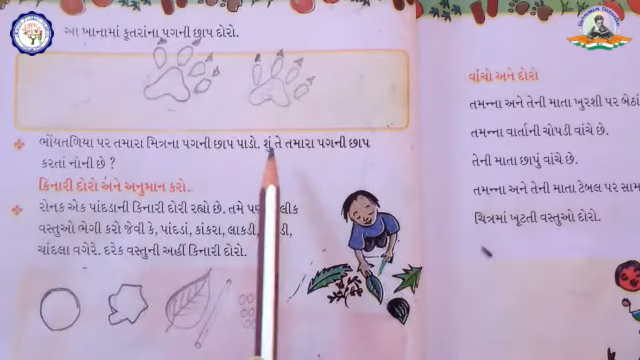 આ ખાનામાં કૂતરાંના પગની છાપ દોરો.
ભોંયતળિયા પર તમારા મિત્રના પગની છાપ પાડો. શું તે તમારા પગની છાપ
કરતાં નાની છે ?
કિનારી દોરો અને અનુમાન કરો.
રોનક એક પાંદડાની કિનારી દોરી રહ્યો છે. તમે
વસ્તુઓ ભેગી કરો જેવી કે, પાંદડાં, કાંકરા, લાકડી,
ચાંદલા વગેરે. દરેક વસ્તુની અહીં કિનારી દોરો.
વાંચો અને દોરો
તમન્ના અને તેની માતા ખુરશી પર બેઠાં
તમન્ના વાર્તાની ચોપડી વાંચે છે.
તેની માતા છાપું વાંચે છે.
તમન્ના અને તેની માતા ટેબલ પર
ચિત્રમાં ખૂટતી વસ્તુઓ દોરો.